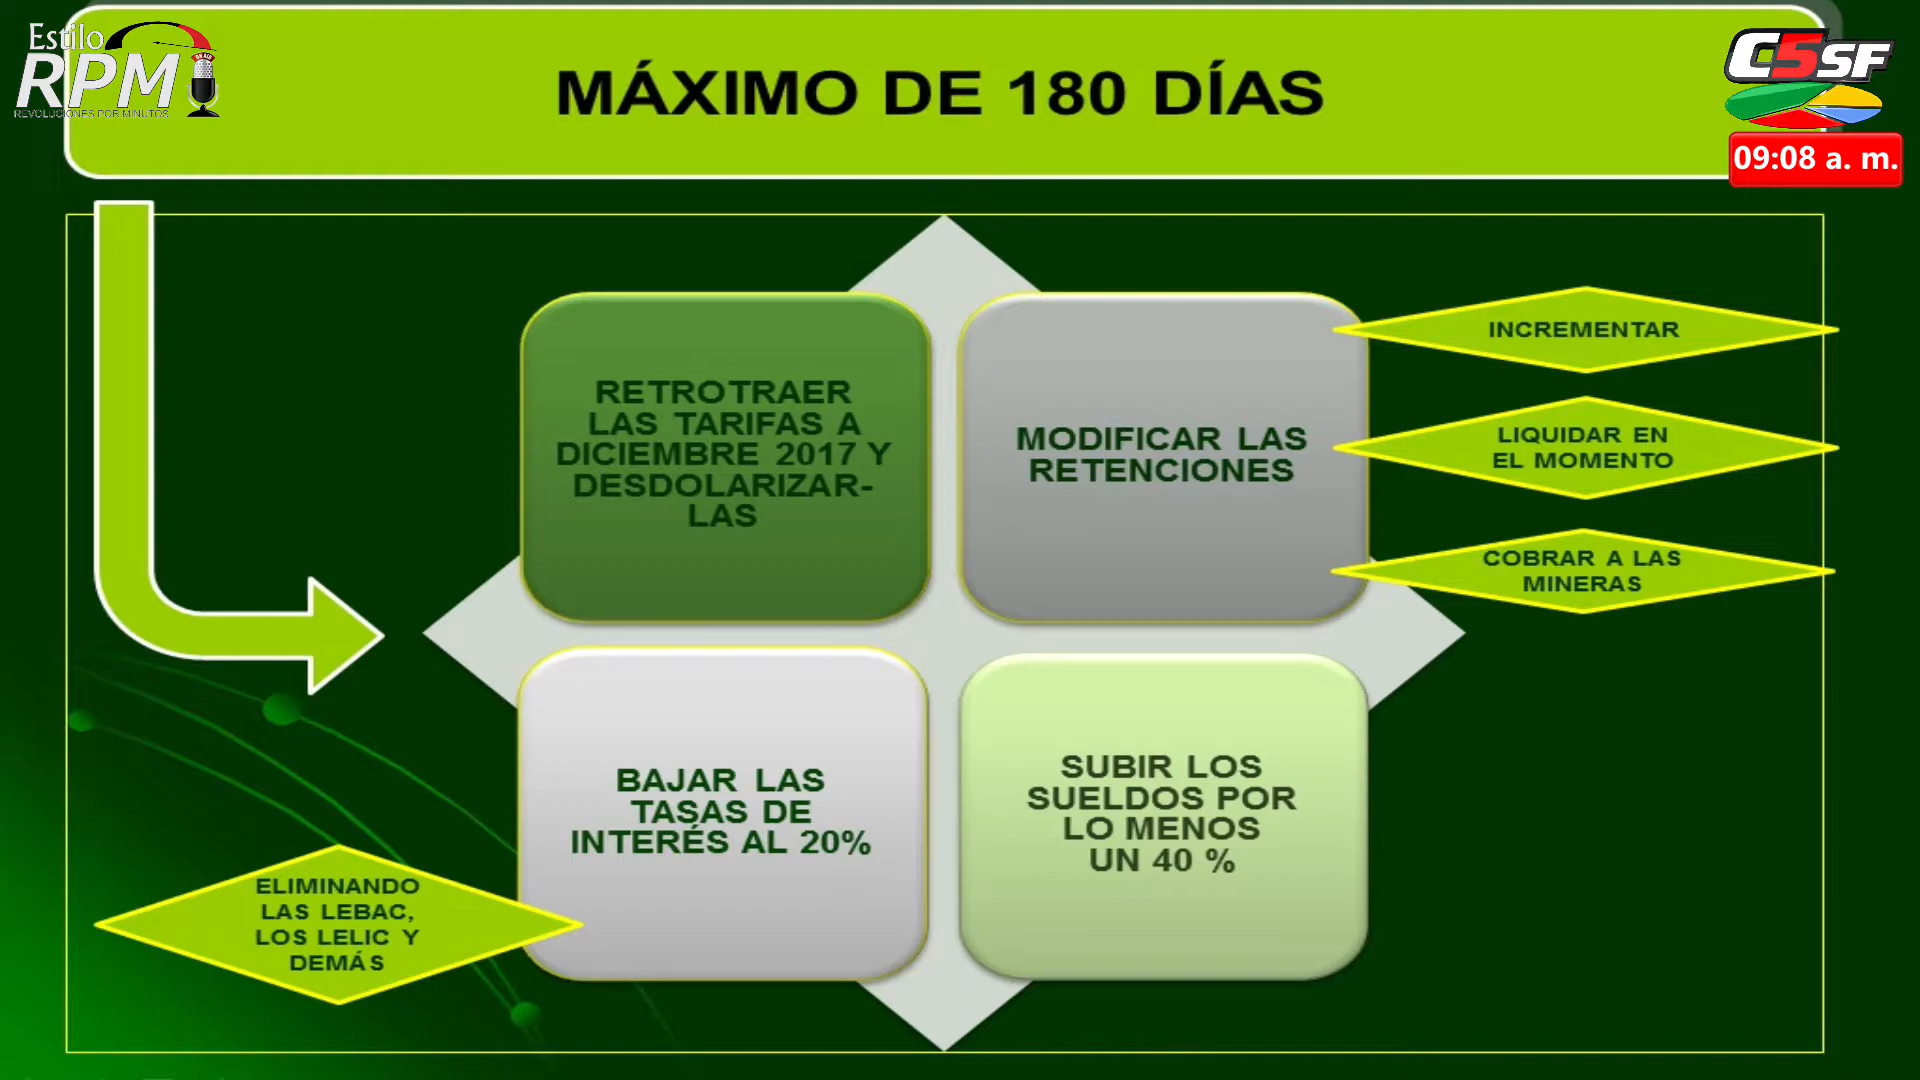 Estilo
RPM
ON AIR
REVOLUCIONES POR MINUTOS
MÁXIMO DE 180 DÍAS
C5SF
09:08 a. m.
RETROTRAER
LAS TARIFAS A
DICIEMBRE 2017 Y
DESDOLARIZAR-
LAS
MODIFICAR LAS
RETENCIONES
INCREMENTAR
LIQUIDAR EN
EL MOMENTO
COBRAR A LAS
MINERAS
BAJAR LAS
TASAS DE
INTERÉS AL 20%
ELIMINANDO
LAS LEBAC,
LOS LELIC Y
DEMÁS
SUBIR LOS
SUELDOS POR
LO MENOS
UN 40 %